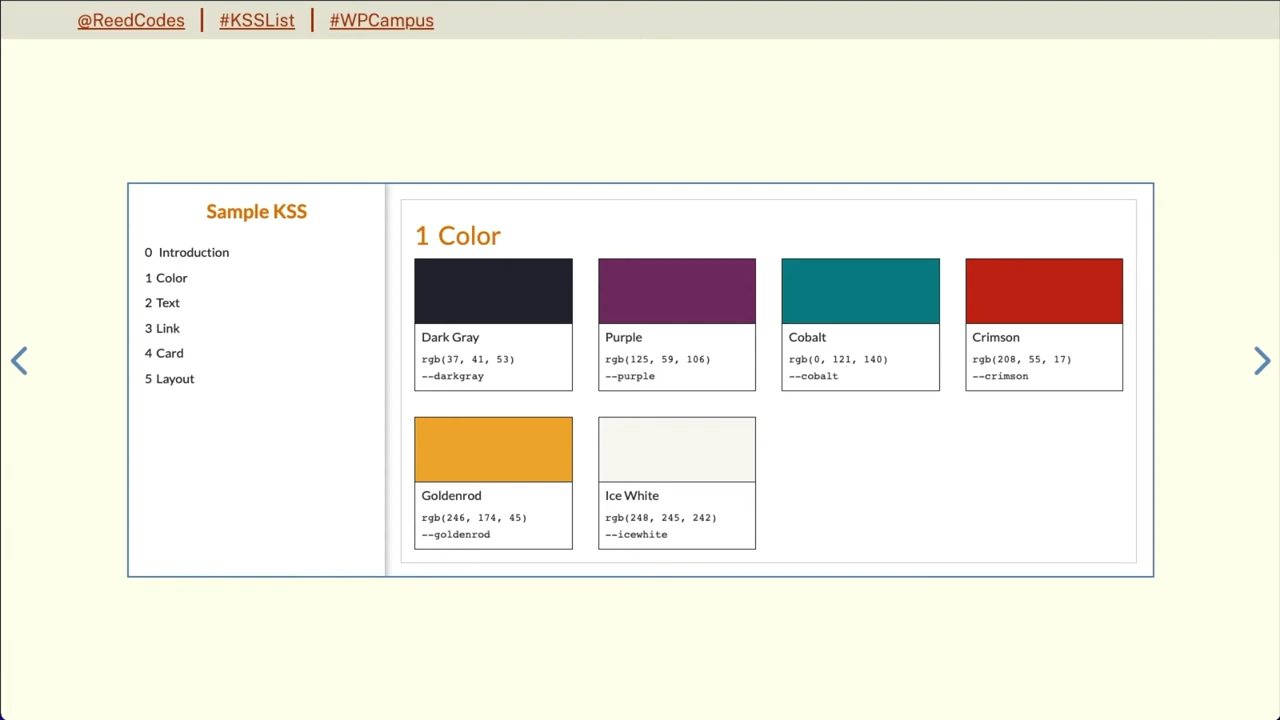 @ReedCodes | #KSSList | #WPCampus
Sample KSS
0 Introduction
1 Color
2 Text
3 Link
4 Card
5 Layout
1 Color
Dark Gray
rgb(37, 41, 53)
--darkgray
Purple
rgb(125, 59, 106)
--purple
Cobalt
rgb(0, 121, 140)
--cobalt
Crimson
rgb(208, 55, 17)
--crimson
Goldenrod
rgb(246, 174, 45)
--goldenrod
Ice White
rgb(248, 245, 242)
--icewhite